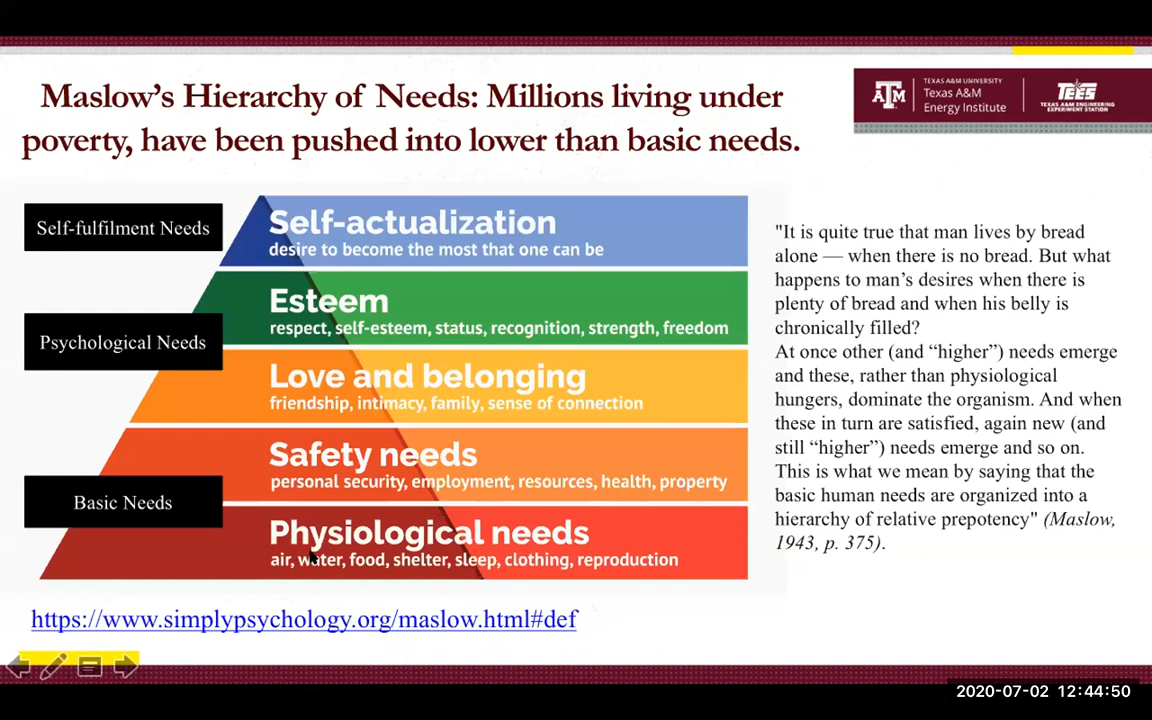 Maslow's Hierarchy of Needs: Millions living under
poverty, have been pushed into lower than basic needs.
TEXAS A&M UNIVERSITY
Texas A&M
Energy Institute
ATM
TEES
TEXAS A&M ENGINEERING
EXPERIMENT STATION
Self-fulfilment Needs
Psychological Needs
Basic Needs
Self-actualization
desire to become the most that one can be
Esteem
respect, self-esteem, status, recognition, strength, freedom
Love and belonging
friendship, intimacy, family, sense of connection
Safety needs
personal security, employment, resources, health, property
Physiological needs
air, water, food, shelter, sleep, clothing, reproduction
"It is quite true that man lives by bread
alone — when there is no bread. But what
happens to man's desires when there is
plenty of bread and when his belly is
chronically filled?
At once other (and “higher”) needs emerge
and these, rather than physiological
hungers, dominate the organism. And when
these in turn are satisfied, again new (and
still “higher”) needs emerge and so on.
This is what we mean by saying that the
basic human needs are organized into a
hierarchy of relative prepotency" (Maslow,
1943, p. 375).
https://www.simplypsychology.org/maslow.html#def
2020-07-02 12:44:50